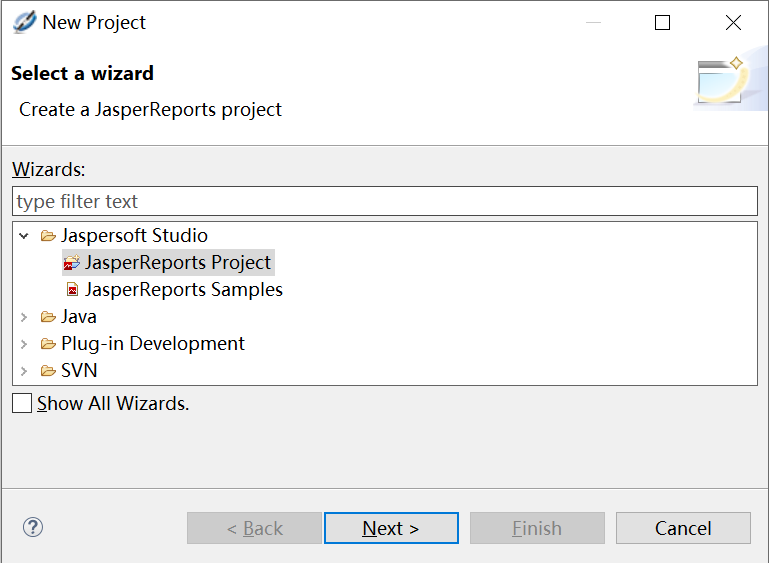 New Project
Select a wizard
Create a JasperReports project
Wizards:
type filter text
Jaspersoft Studio
JasperReports Project
JasperReports Samples
Java
Plug-in Development
SVN
Show All Wizards.
< Back Next > Finish Cancel